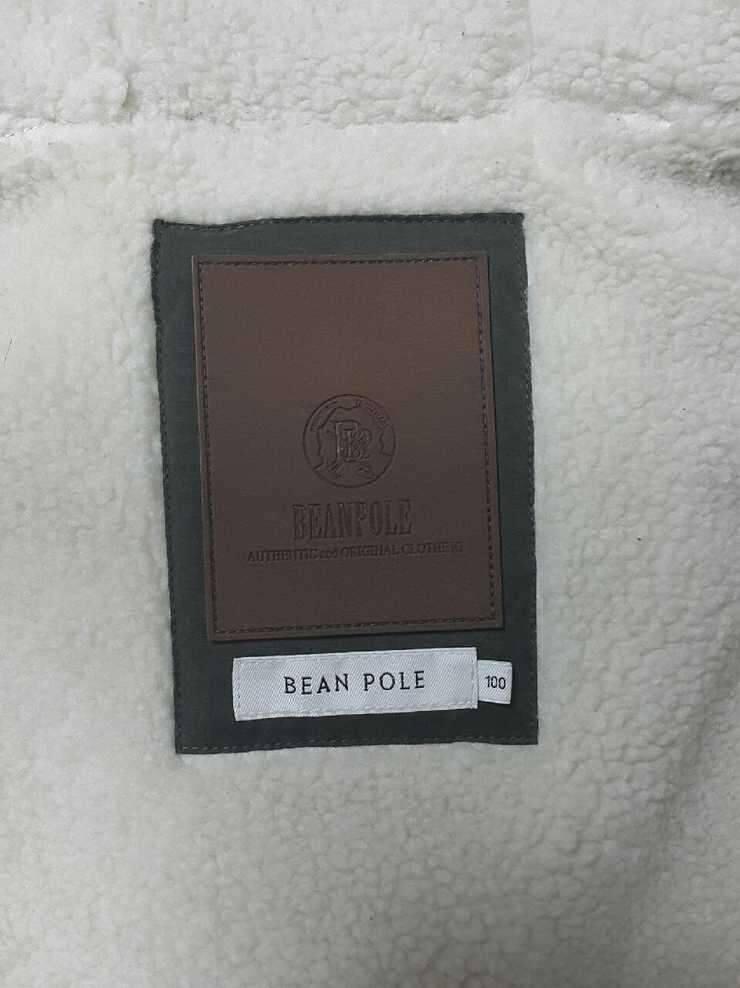 BEANPOLE
AUTHENTIC and ORIGINAL CLOTHING
BEAN POLE
100